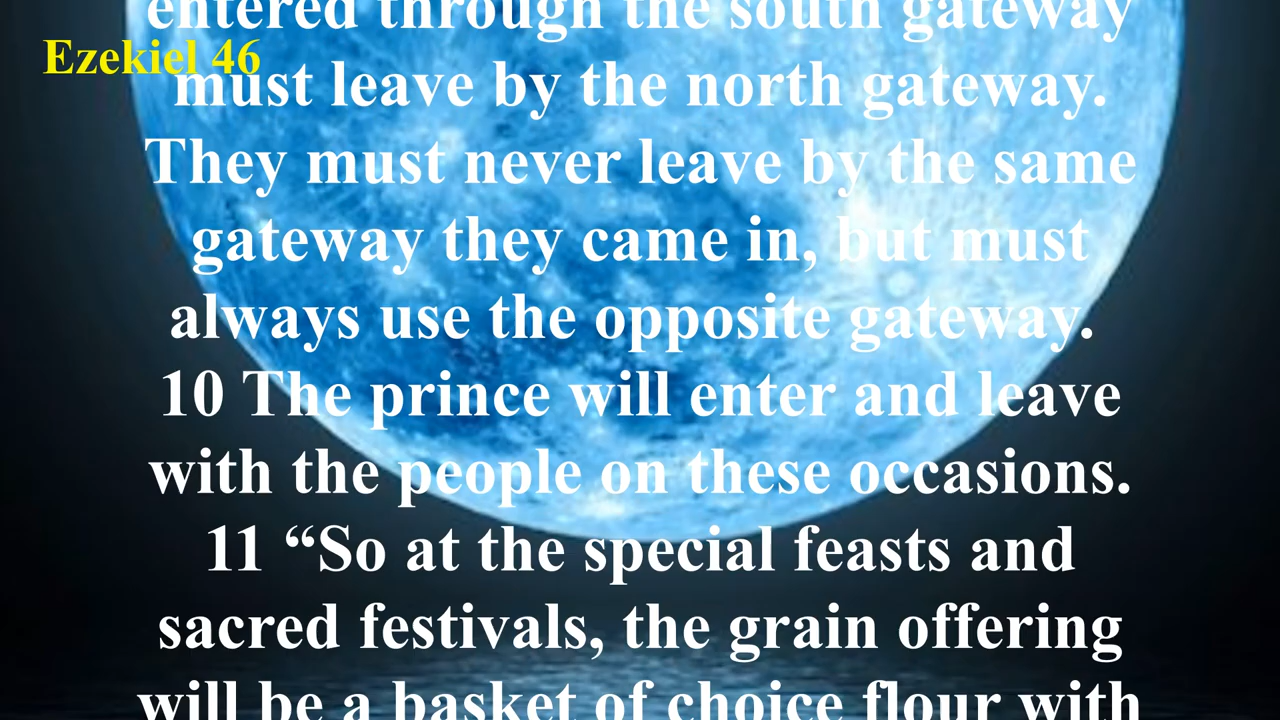 entered through the south gateway
Ezekiel 46
must leave by the north gateway.
They must never leave by the same
gateway they came in, but must
always use the opposite gateway.
10 The prince will enter and leave
with the people on these occasions.
11 “So at the special feasts and
sacred festivals, the grain offering
will be a basket of choice flour with